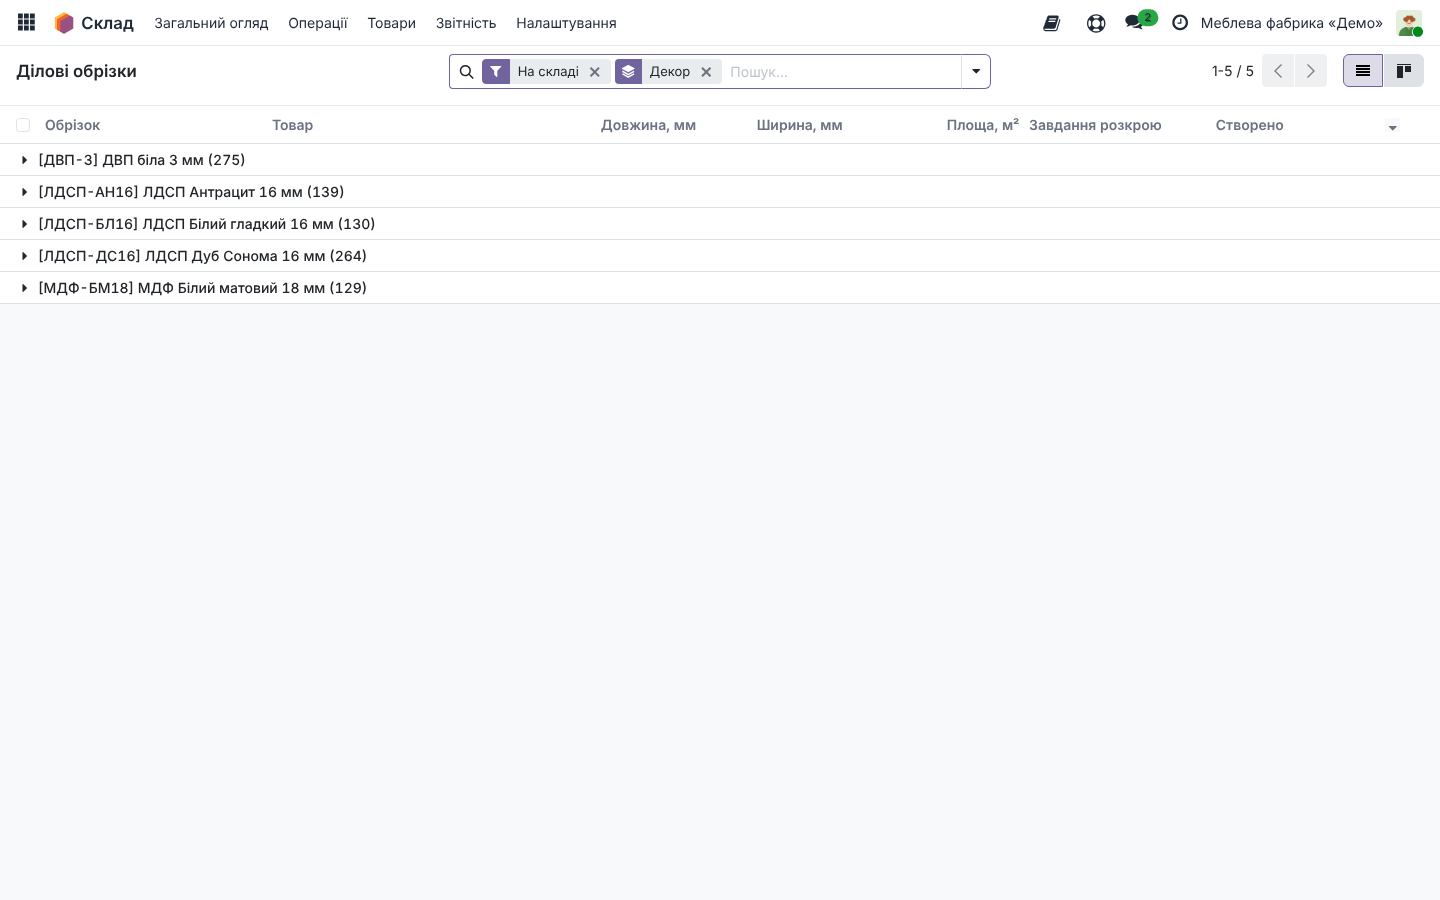 Склад Загальний огляд Операції Товари Звітність Налаштування 2 Меблева фабрика «Демо»
Ділові обрізки На складі Декор Пошук... 1-5 / 5
Обрізок Товар Довжина, мм Ширина, мм Площа, м² Завдання розкрою Створено
[ДВП-3] ДВП біла 3 мм (275)
[ЛДСП-АН16] ЛДСП Антрацит 16 мм (139)
[ЛДСП-БЛ16] ЛДСП Білий гладкий 16 мм (130)
[ЛДСП-ДС16] ЛДСП Дуб Сонома 16 мм (264)
[МДФ-БМ18] МДФ Білий матовий 18 мм (129)